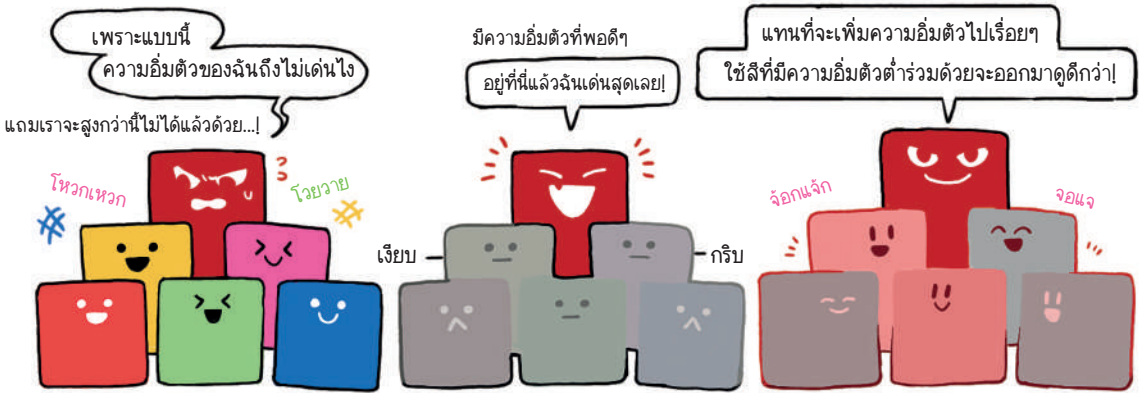 เพราะแบบนี้
ความอิ่มตัวของฉันถึงไม่เด่นไง
แถมเราจะสูงกว่านี้ไม่ได้แล้วด้วย...!
โหวกเหวก
โวยวาย
มีความอิ่มตัวที่พอดีๆ
อยู่ที่นี่แล้วฉันเด่นสุดเลย!
เงียบ
กริบ
แทนที่จะเพิ่มความอิ่มตัวไปเรื่อยๆ
ใช้สีที่มีความอิ่มตัวต่ำร่วมด้วยจะออกมาดูดีกว่า!
จ้อกแจ้ก
จอแจ